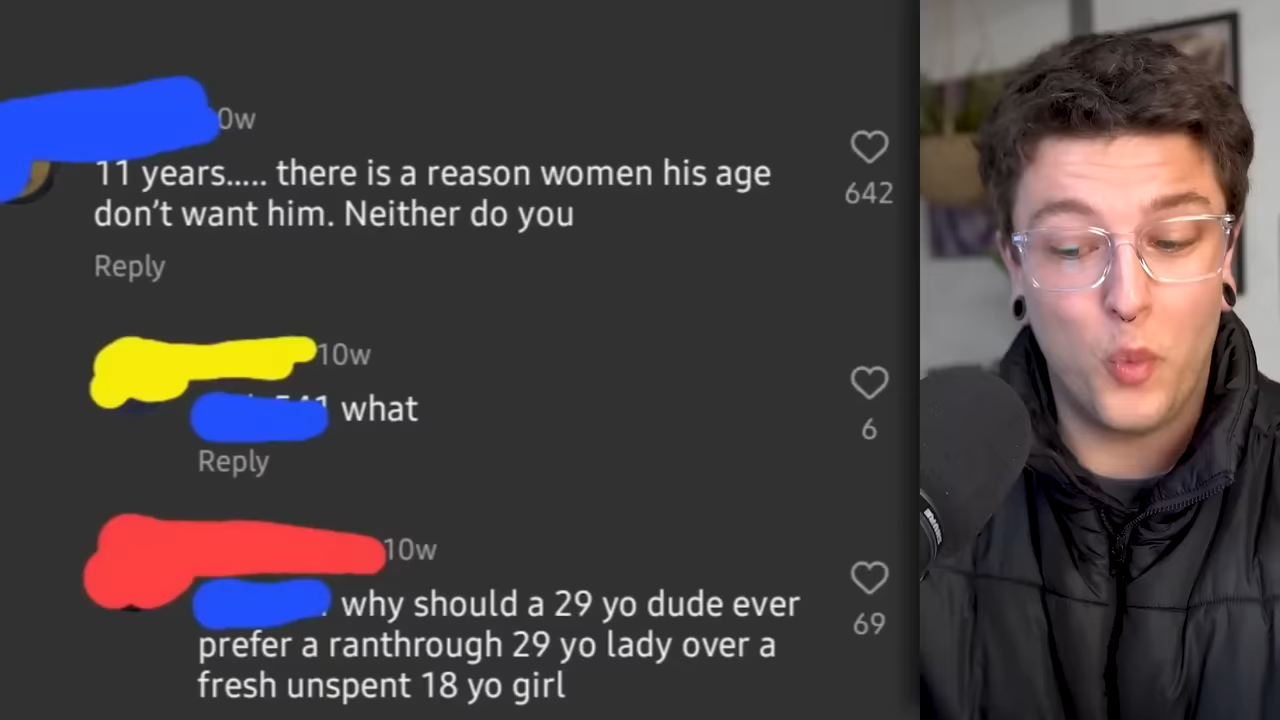 0w
11 years..... there is a reason women his age
don't want him. Neither do you
642
Reply
10w
what
6
Reply
10w
why should a 29 yo dude ever
prefer a ranthrough 29 yo lady over a
69
fresh unspent 18 yo girl